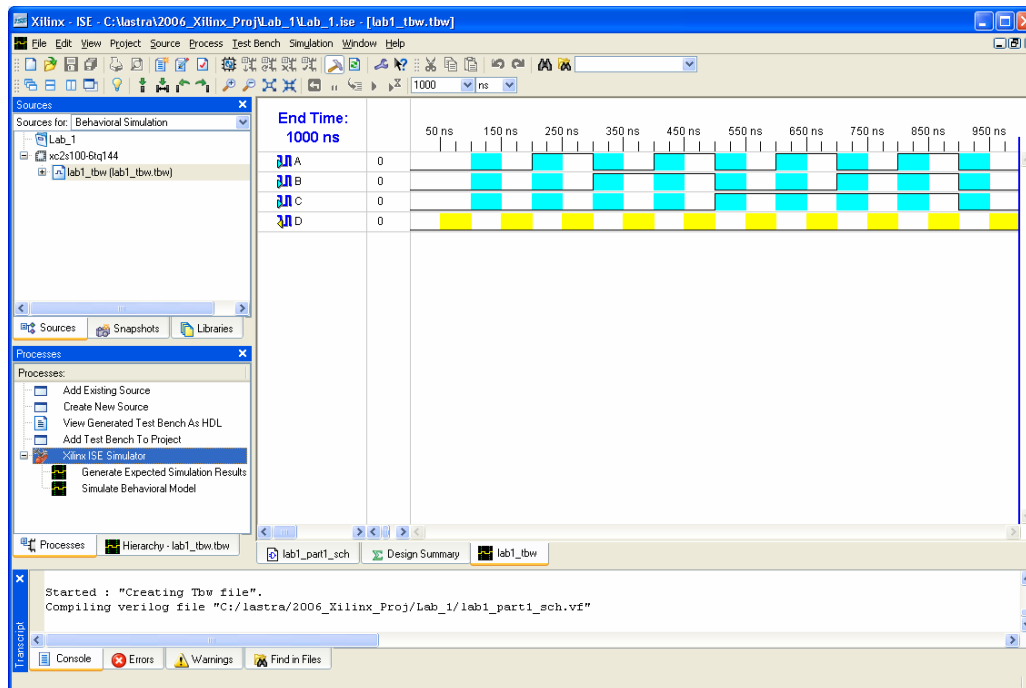 Xilinx - ISE - C:\lastra\2006_Xilinx_Proj\Lab_1\Lab_1.ise - [lab1_tbw.tbw]
File Edit View Project Source Process Test Bench Simulation Window Help
1000 ns
Sources
Sources for: Behavioral Simulation
Lab_1
xc2s100-6tq144
lab1_tbw (lab1_tbw.tbw)
Sources Snapshots Libraries
Processes
Processes:
Add Existing Source
Create New Source
View Generated Test Bench As HDL
Add Test Bench To Project
Xilinx ISE Simulator
Generate Expected Simulation Results
Simulate Behavioral Model
Processes Hierarchy - lab1_tbw.tbw
End Time:
1000 ns
50 ns 150 ns 250 ns 350 ns 450 ns 550 ns 650 ns 750 ns 850 ns 950 ns
A 0
B 0
C 0
D 0
lab1_part1_sch Design Summary lab1_tbw
Started : "Creating Tbw file".
Compiling verilog file "C:/lastra/2006_Xilinx_Proj/Lab_1/lab1_part1_sch.vf"
Transcript
Console Errors Warnings Find in Files